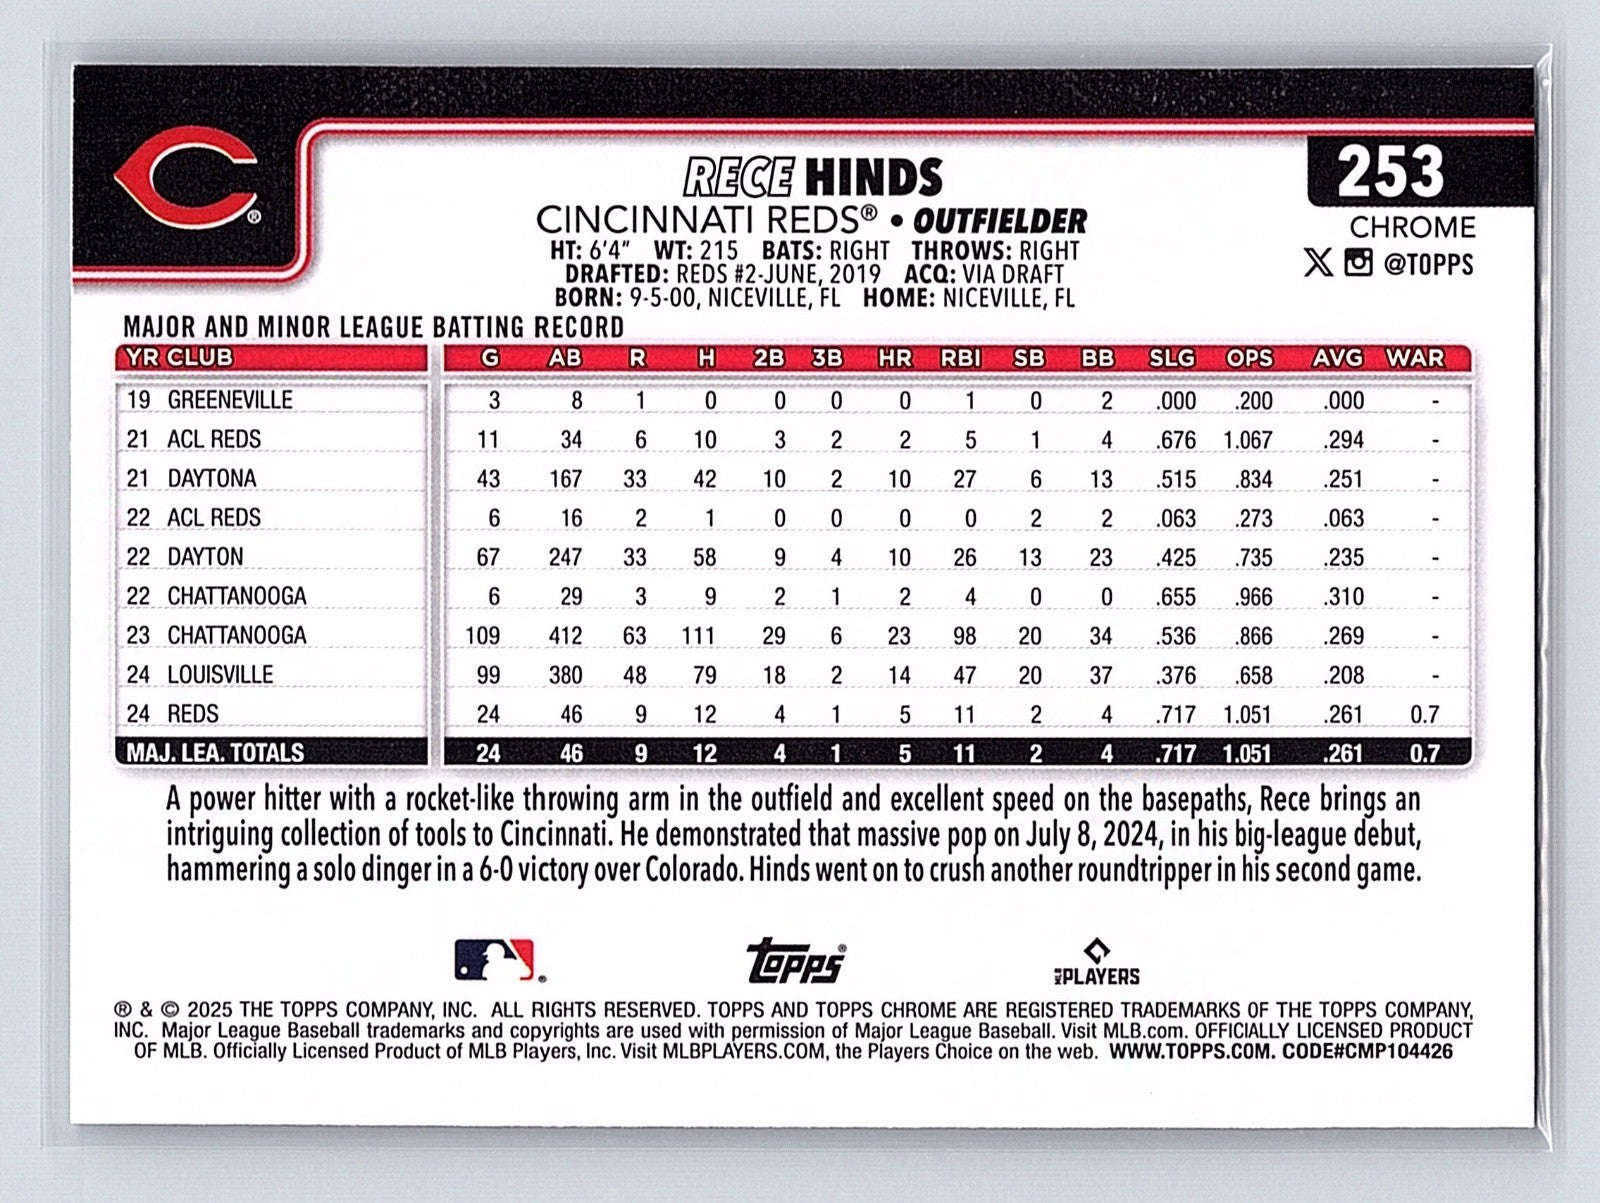 RECE HINDS
253
CINCINNATI REDS® • OUTFIELDER
CHROME
HT: 6'4" WT: 215 BATS: RIGHT THROWS: RIGHT
@TOPPS
DRAFTED: REDS #2-JUNE, 2019 ACQ: VIA DRAFT
BORN: 9-5-00, NICEVILLE, FL HOME: NICEVILLE, FL
MAJOR AND MINOR LEAGUE BATTING RECORD
YR CLUB G AB R H 2B 3B HR RBI SB BB SLG OPS AVG WAR
19 GREENEVILLE 3 8 1 0 0 0 0 1 0 2 .000 .200 .000 -
21 ACL REDS 11 34 6 10 3 2 2 5 1 4 .676 1.067 .294 -
21 DAYTONA 43 167 33 42 10 2 10 27 6 13 .515 .834 .251 -
22 ACL REDS 6 16 2 1 0 0 0 0 2 2 .063 .273 .063 -
22 DAYTON 67 247 33 58 9 4 10 26 13 23 .425 .735 .235 -
22 CHATTANOOGA 6 29 3 9 2 1 2 4 0 0 .655 .966 .310 -
23 CHATTANOOGA 109 412 63 111 29 6 23 98 20 34 .536 .866 .269 -
24 LOUISVILLE 99 380 48 79 18 2 14 47 20 37 .376 .658 .208 -
24 REDS 24 46 9 12 4 1 5 11 2 4 .717 1.051 .261 0.7
MAJ. LEA. TOTALS 24 46 9 12 4 1 5 11 2 4 .717 1.051 .261 0.7
A power hitter with a rocket-like throwing arm in the outfield and excellent speed on the basepaths, Rece brings an
intriguing collection of tools to Cincinnati. He demonstrated that massive pop on July 8, 2024, in his big-league debut,
hammering a solo dinger in a 6-0 victory over Colorado. Hinds went on to crush another roundtripper in his second game.
topps®
MLB PLAYERS
® & © 2025 THE TOPPS COMPANY, INC. ALL RIGHTS RESERVED. TOPPS AND TOPPS CHROME ARE REGISTERED TRADEMARKS OF THE TOPPS COMPANY,
INC. Major League Baseball trademarks and copyrights are used with permission of Major League Baseball. Visit MLB.com. OFFICIALLY LICENSED PRODUCT
OF MLB. Officially Licensed Product of MLB Players, Inc. Visit MLBPLAYERS.COM, the Players Choice on the web. WWW.TOPPS.COM. CODE#CMP104426